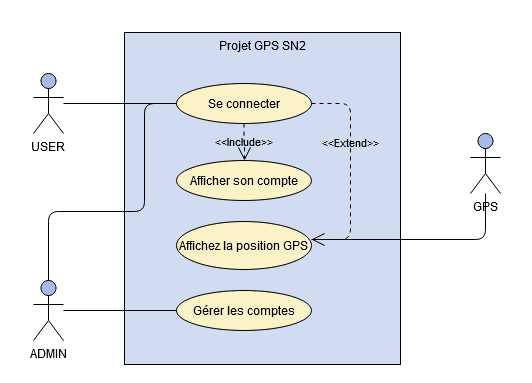 Projet GPS SN2
Se connecter
USER
<<Include>>
<<Extend>>
Afficher son compte
GPS
Affichez la position GPS
Gérer les comptes
ADMIN